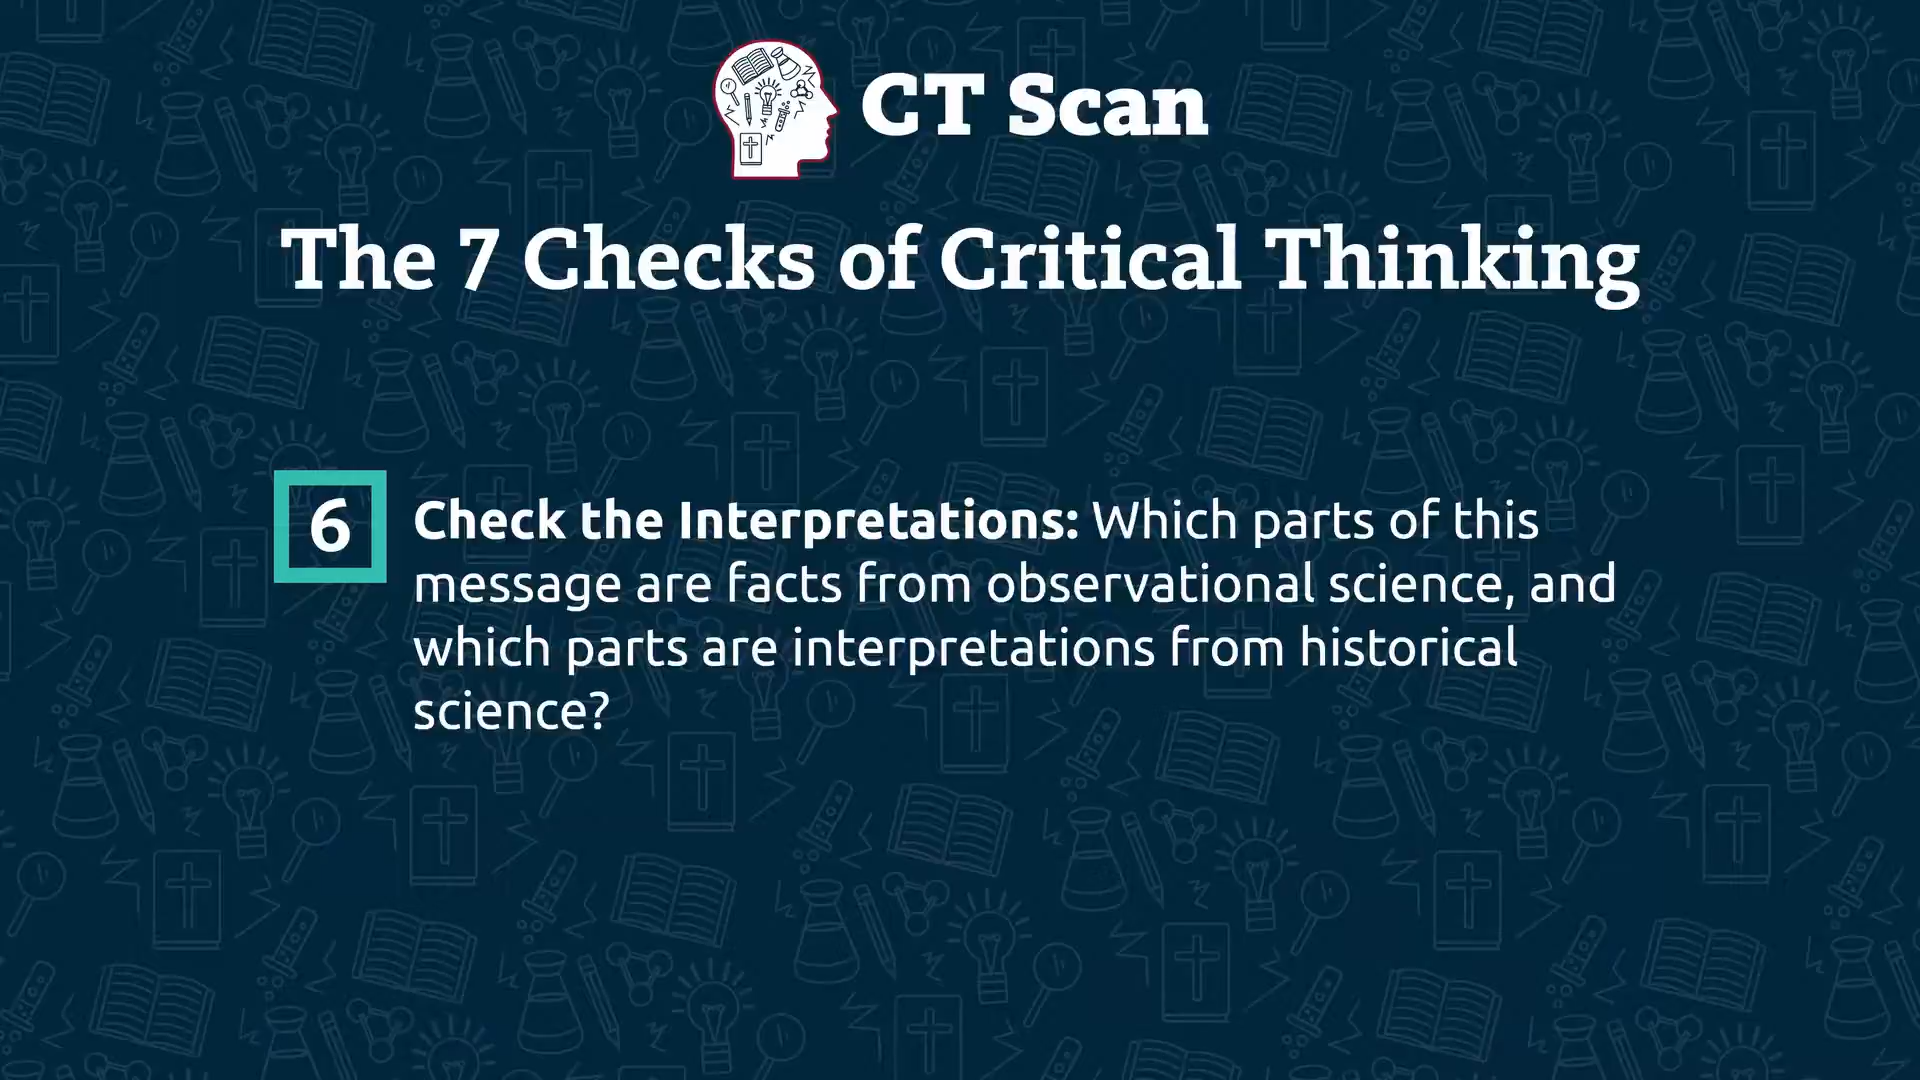 CT Scan
The 7 Checks of Critical Thinking
6
Check the Interpretations: Which parts of this
message are facts from observational science, and
which parts are interpretations from historical
science?